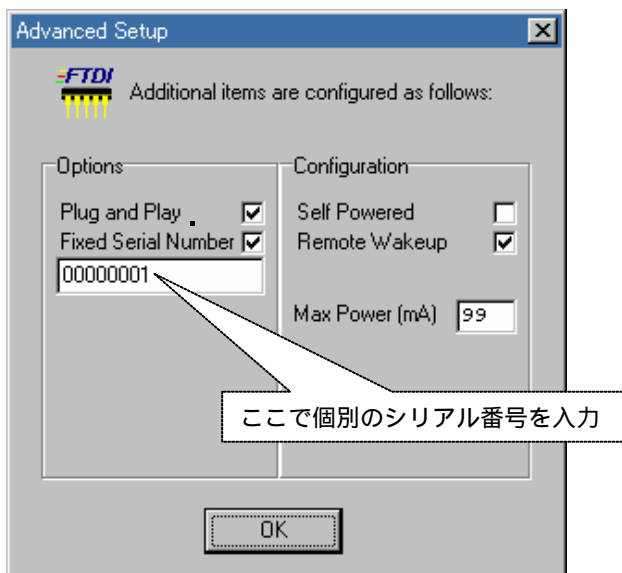 Advanced Setup
FTDI
Additional items are configured as follows:
Options
Plug and Play
Fixed Serial Number
00000001
Configuration
Self Powered
Remote Wakeup
Max Power (mA) 99
ここで個別のシリアル番号を入力
OK